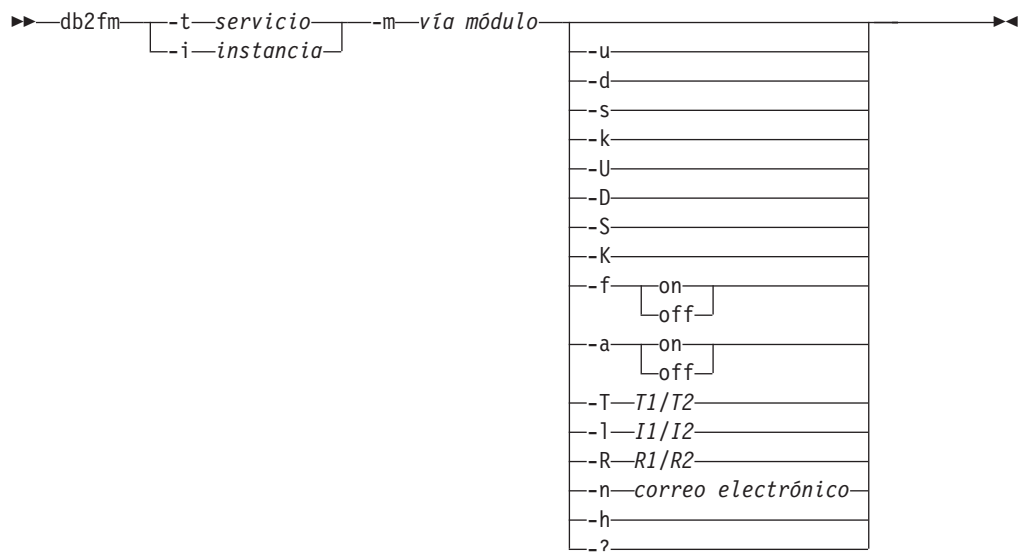 db2fm -t servicio -m vía módulo
-i instancia
-u
-d
-s
-k
-U
-D
-S
-K
-f on
off
-a on
off
-T T1/T2
-l I1/I2
-R R1/R2
-n correo electrónico
-h
-?